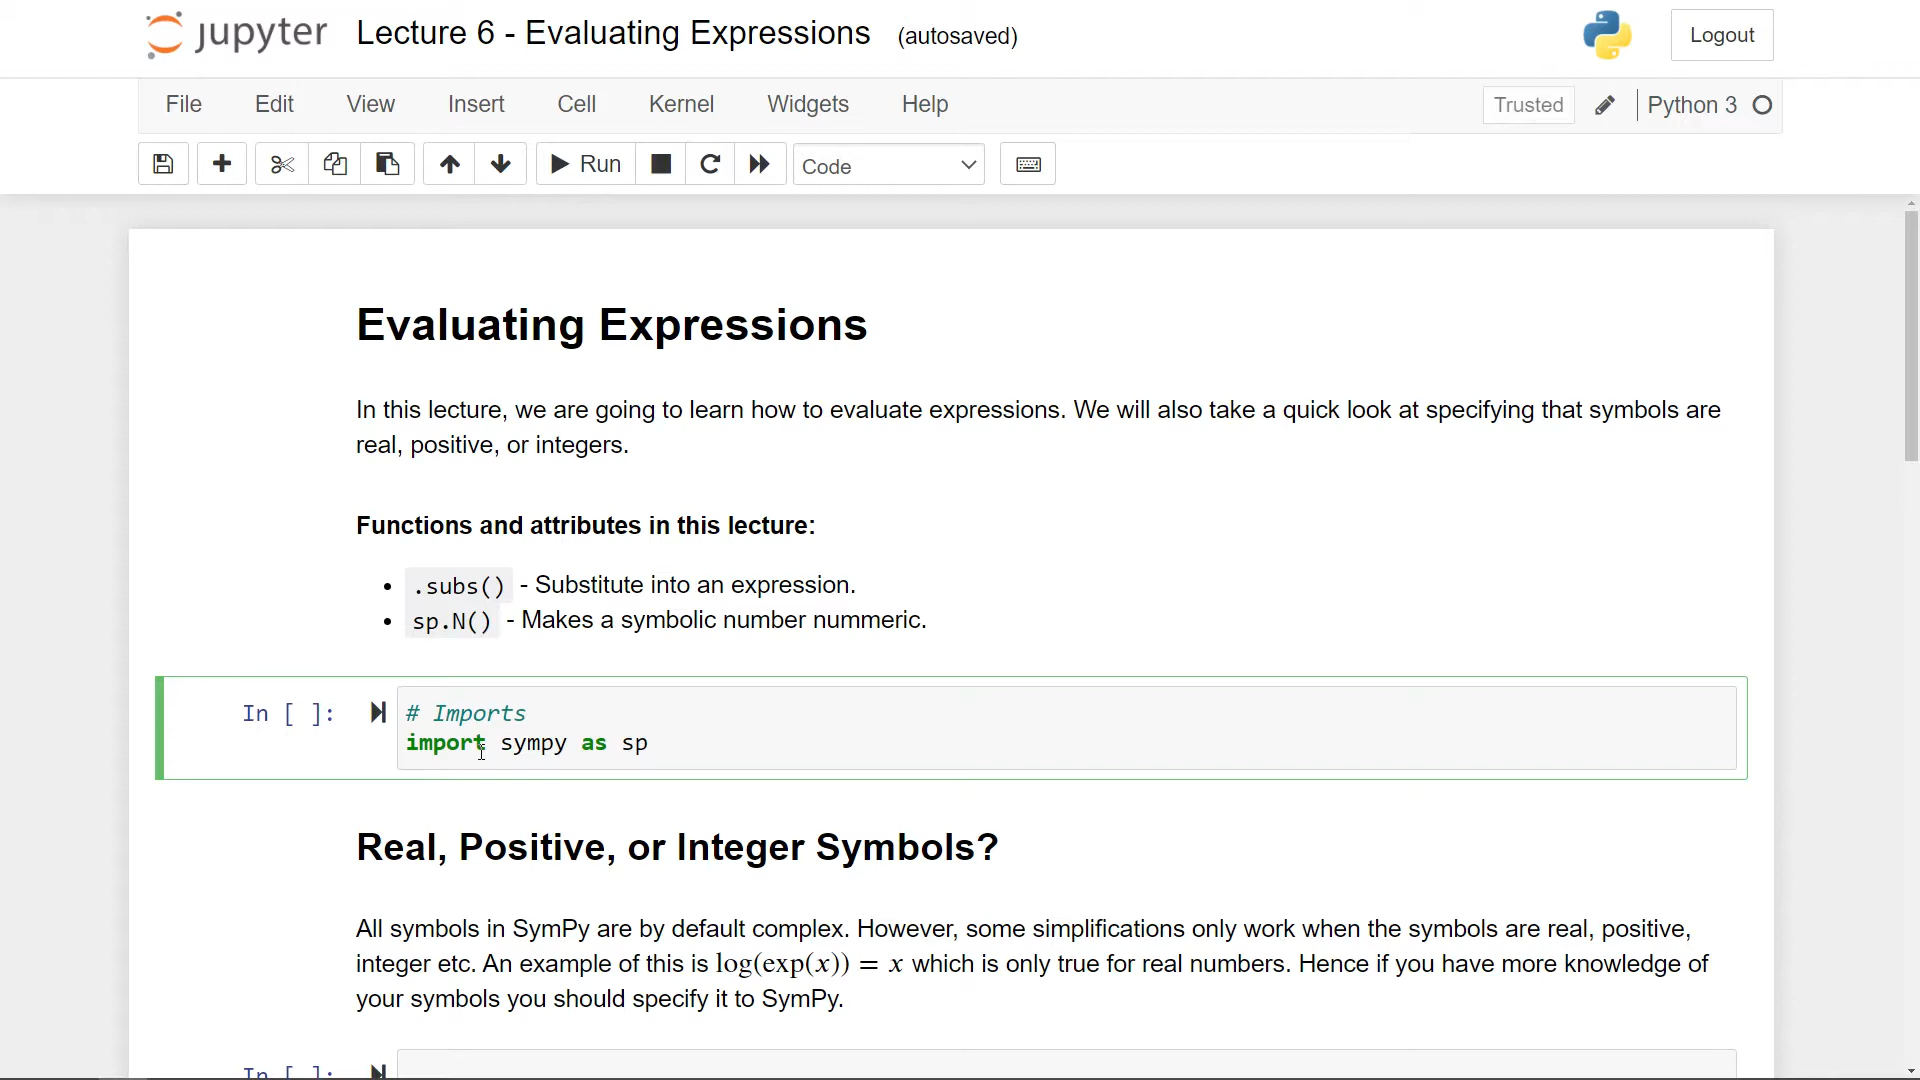 jupyter Lecture 6 - Evaluating Expressions (autosaved) Logout
File Edit View Insert Cell Kernel Widgets Help Trusted Python 3
Run Code
Evaluating Expressions
In this lecture, we are going to learn how to evaluate expressions. We will also take a quick look at specifying that symbols are
real, positive, or integers.
Functions and attributes in this lecture:
• .subs() - Substitute into an expression.
• sp.N() - Makes a symbolic number nummeric.
In [ ]: # Imports
import sympy as sp
Real, Positive, or Integer Symbols?
All symbols in SymPy are by default complex. However, some simplifications only work when the symbols are real, positive,
integer etc. An example of this is log(exp(x)) = x which is only true for real numbers. Hence if you have more knowledge of
your symbols you should specify it to SymPy.
In [ ]: